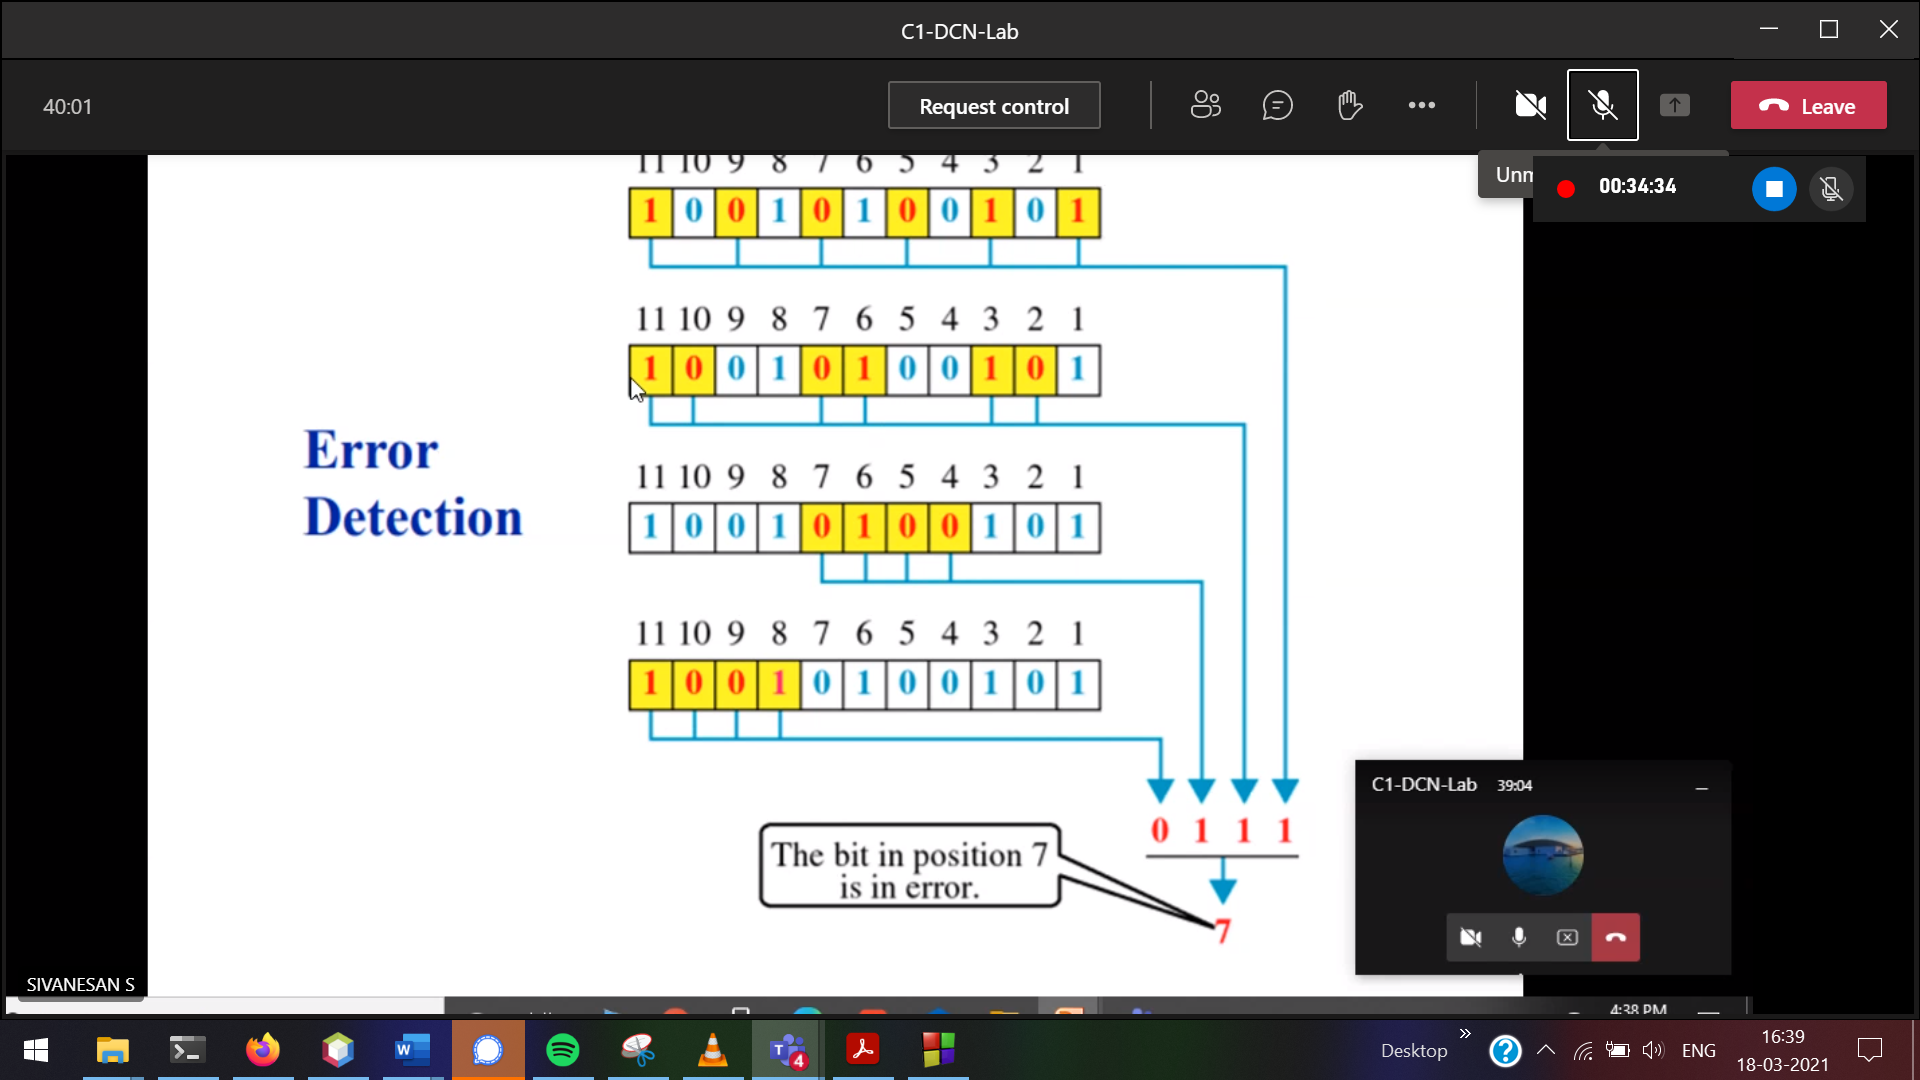 C1-DCN-Lab
40:01
Request control
Leave
Unm
00:34:34
11 10 9 8 7 6 5 4 3 2 1
1 0 0 1 0 1 0 0 1 0 1
11 10 9 8 7 6 5 4 3 2 1
1 0 0 1 0 1 0 0 1 0 1
Error
Detection
11 10 9 8 7 6 5 4 3 2 1
1 0 0 1 0 1 0 0 1 0 1
11 10 9 8 7 6 5 4 3 2 1
1 0 0 1 0 1 0 0 1 0 1
0 1 1 1
The bit in position 7
is in error.
7
C1-DCN-Lab 39:04
SIVANESAN S
4:38 PM
Desktop
ENG
16:39
18-03-2021
4